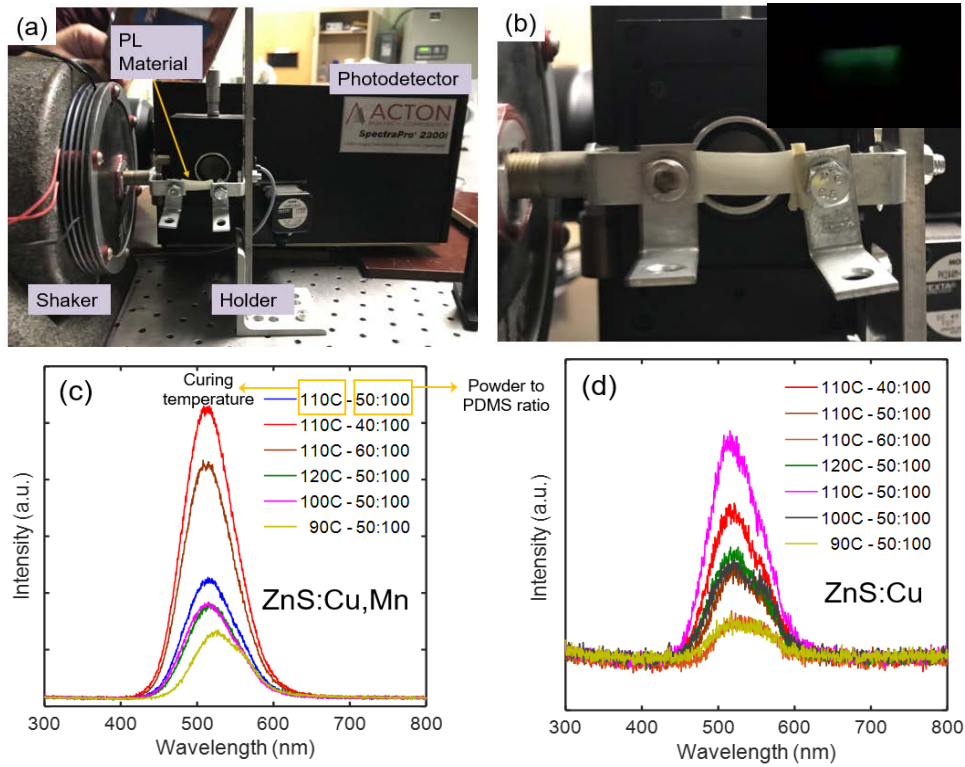 (a)
PL
Material
Photodetector
ACTON
RESEARCH CORPORATION
SpectraPro® 2300i
Shaker
Holder
(b)
(c)
Curing
temperature
110C - 50:100
Powder to
PDMS ratio
110C - 40:100
110C - 60:100
120C - 50:100
100C - 50:100
90C - 50:100
ZnS:Cu,Mn
Intensity (a.u.)
300 400 500 600 700 800
Wavelength (nm)
(d)
110C - 40:100
110C - 50:100
110C - 60:100
120C - 50:100
110C - 50:100
100C - 50:100
90C - 50:100
ZnS:Cu
Intensity (a.u.)
300 400 500 600 700 800
Wavelength (nm)